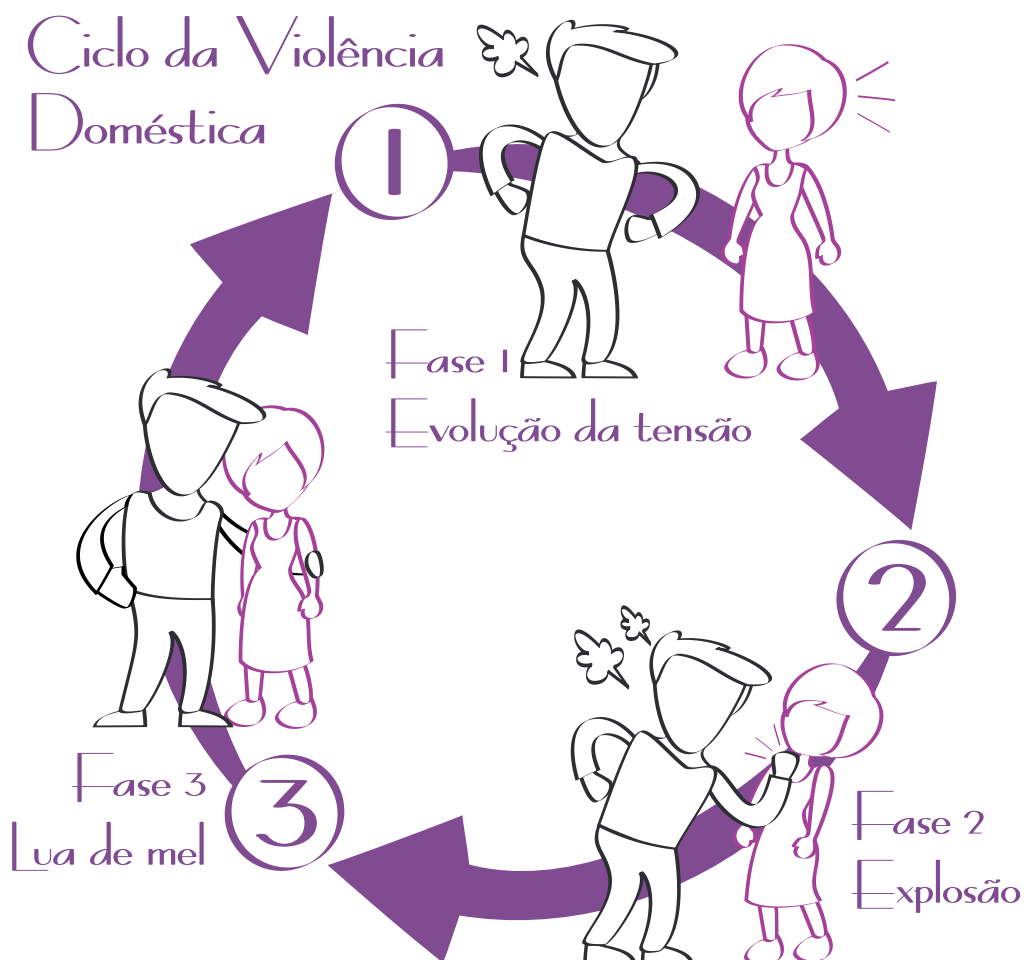 Ciclo da Violência
Doméstica
1
Fase 1
Evolução da tensão
2
Fase 2
Explosão
3
Fase 3
Lua de mel